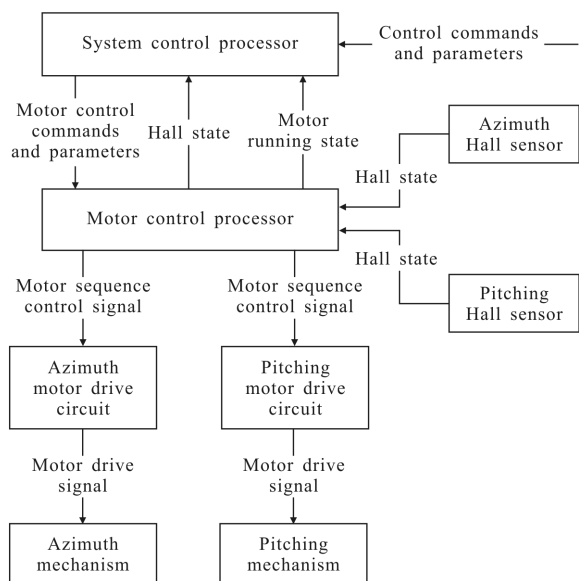 System control processor
Control commands
and parameters
Motor control
commands
and parameters
Hall state
Motor
running state
Azimuth
Hall sensor
Hall state
Motor control processor
Hall state
Motor sequence
control signal
Motor sequence
control signal
Pitching
Hall sensor
Azimuth
motor drive
circuit
Pitching
motor drive
circuit
Motor drive
signal
Motor drive
signal
Azimuth
mechanism
Pitching
mechanism